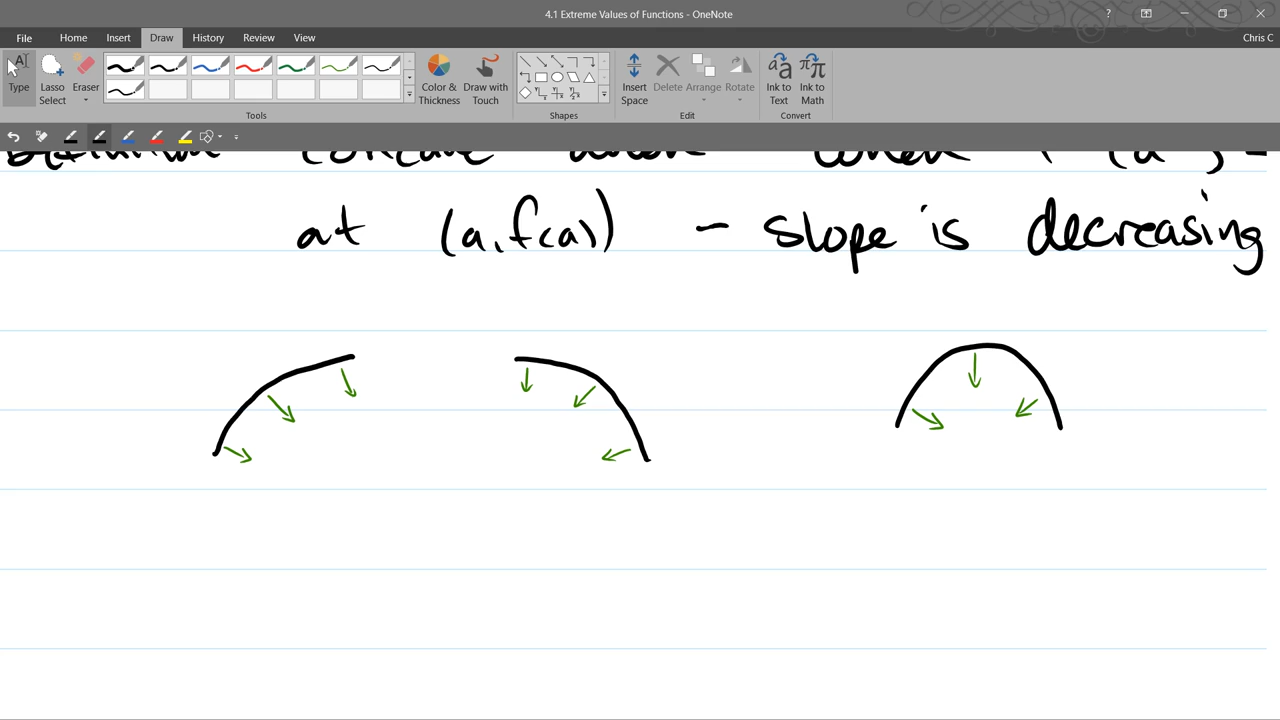 4.1 Extreme Values of Functions - OneNote
?
File Home Insert Draw History Review View
Chris C
Type
Lasso Select
Eraser
Color & Thickness
Draw with Touch
Insert Space
Delete
Arrange
Rotate
Ink to Text
Ink to Math
Tools
Shapes
Edit
Convert
at (a, f(a)) - slope is decreasing